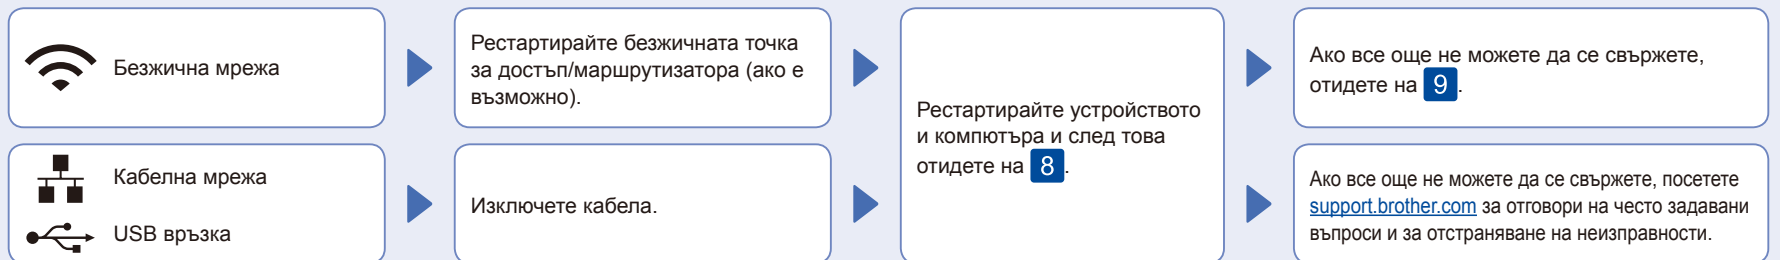 Безжична мрежа
Рестартирайте безжичната точка
за достъп/маршрутизатора (ако е
възможно).
Кабелна мрежа
USB връзка
Изключете кабела.
Рестартирайте устройството
и компютъра и след това
отидете на 8.
Ако все още не можете да се свържете,
отидете на 9.
Ако все още не можете да се свържете, посетете
support.brother.com за отговори на често задавани
въпроси и за отстраняване на неизправности.